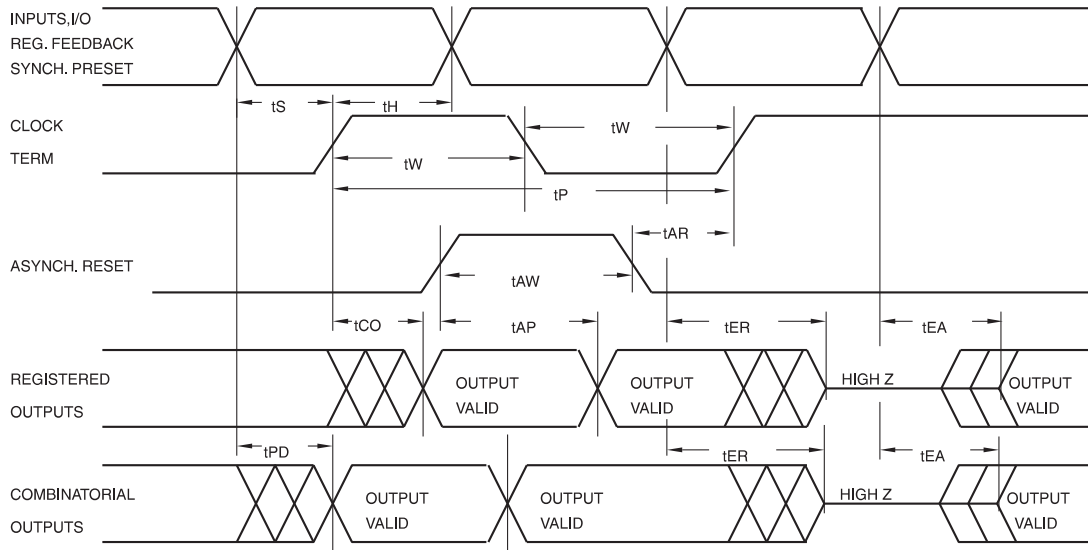 INPUTS,I/O
REG. FEEDBACK
SYNCH. PRESET
tS
tH
CLOCK
TERM
tW
tW
tP
tAR
ASYNCH. RESET
tAW
tCO
tAP
tER
tEA
REGISTERED
OUTPUTS
OUTPUT
VALID
OUTPUT
VALID
HIGH Z
OUTPUT
VALID
tPD
tER
tEA
COMBINATORIAL
OUTPUTS
OUTPUT
VALID
OUTPUT
VALID
HIGH Z
OUTPUT
VALID